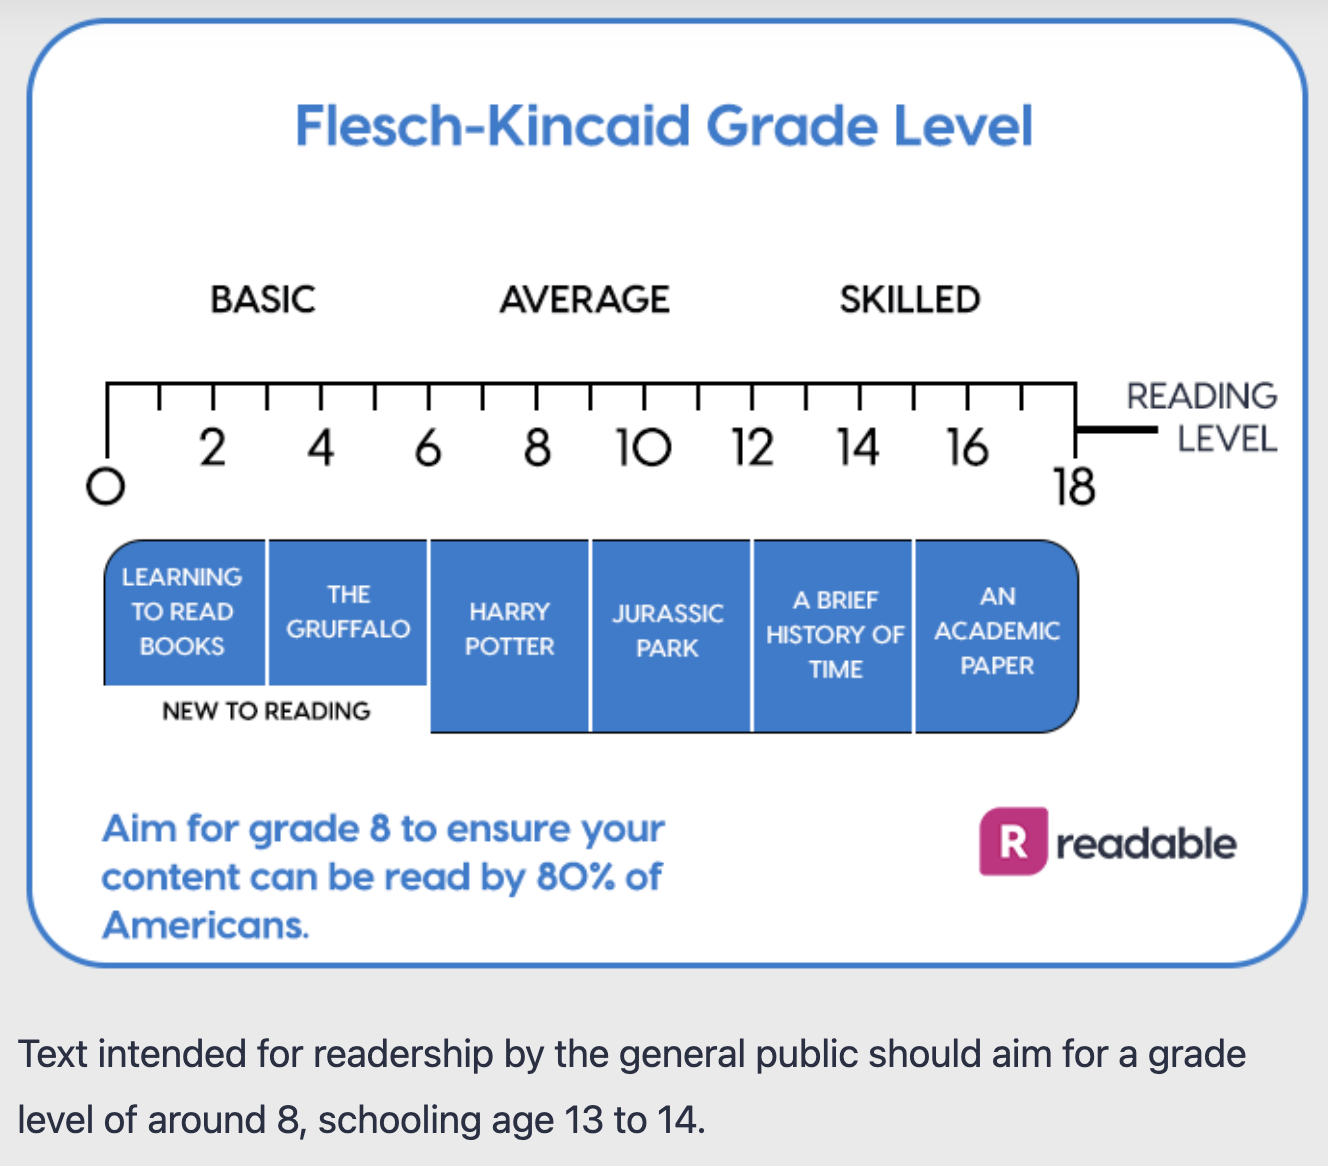 Flesch-Kincaid Grade Level
BASIC AVERAGE SKILLED
READING
LEVEL
0 2 4 6 8 10 12 14 16 18
LEARNING
TO READ
BOOKS
THE
GRUFFALO
HARRY
POTTER
JURASSIC
PARK
A BRIEF
HISTORY OF
TIME
AN
ACADEMIC
PAPER
NEW TO READING
Aim for grade 8 to ensure your
content can be read by 80% of
Americans.
R readable
Text intended for readership by the general public should aim for a grade
level of around 8, schooling age 13 to 14.